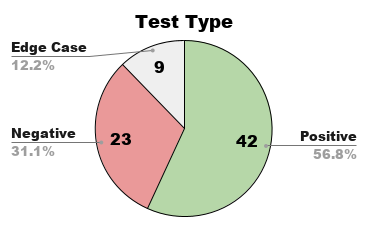 Test Type
Edge Case
12.2%
9
Negative
31.1%
23
42
Positive
56.8%